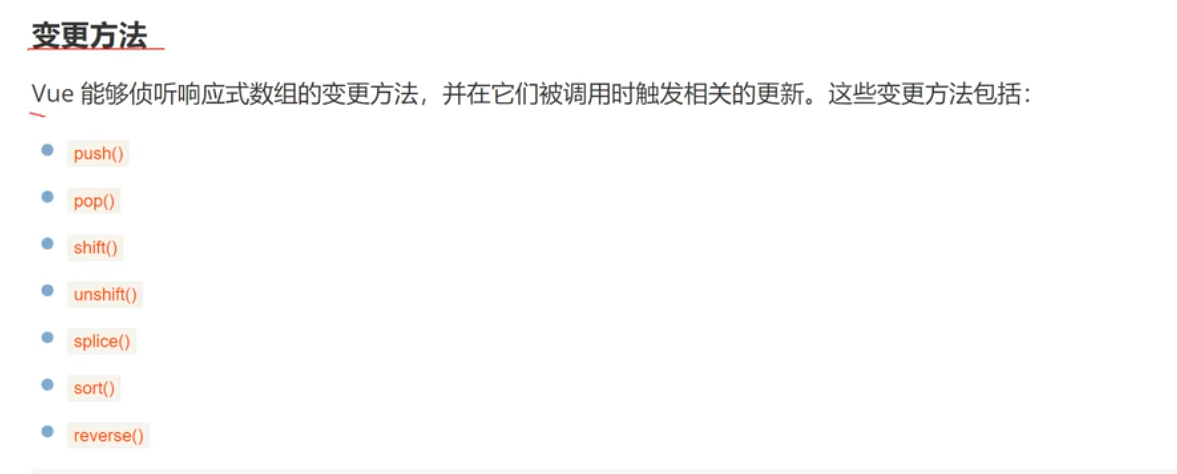 变更方法
Vue 能够侦听响应式数组的变更方法，并在它们被调用时触发相关的更新。这些变更方法包括：
push()
pop()
shift()
unshift()
splice()
sort()
reverse()